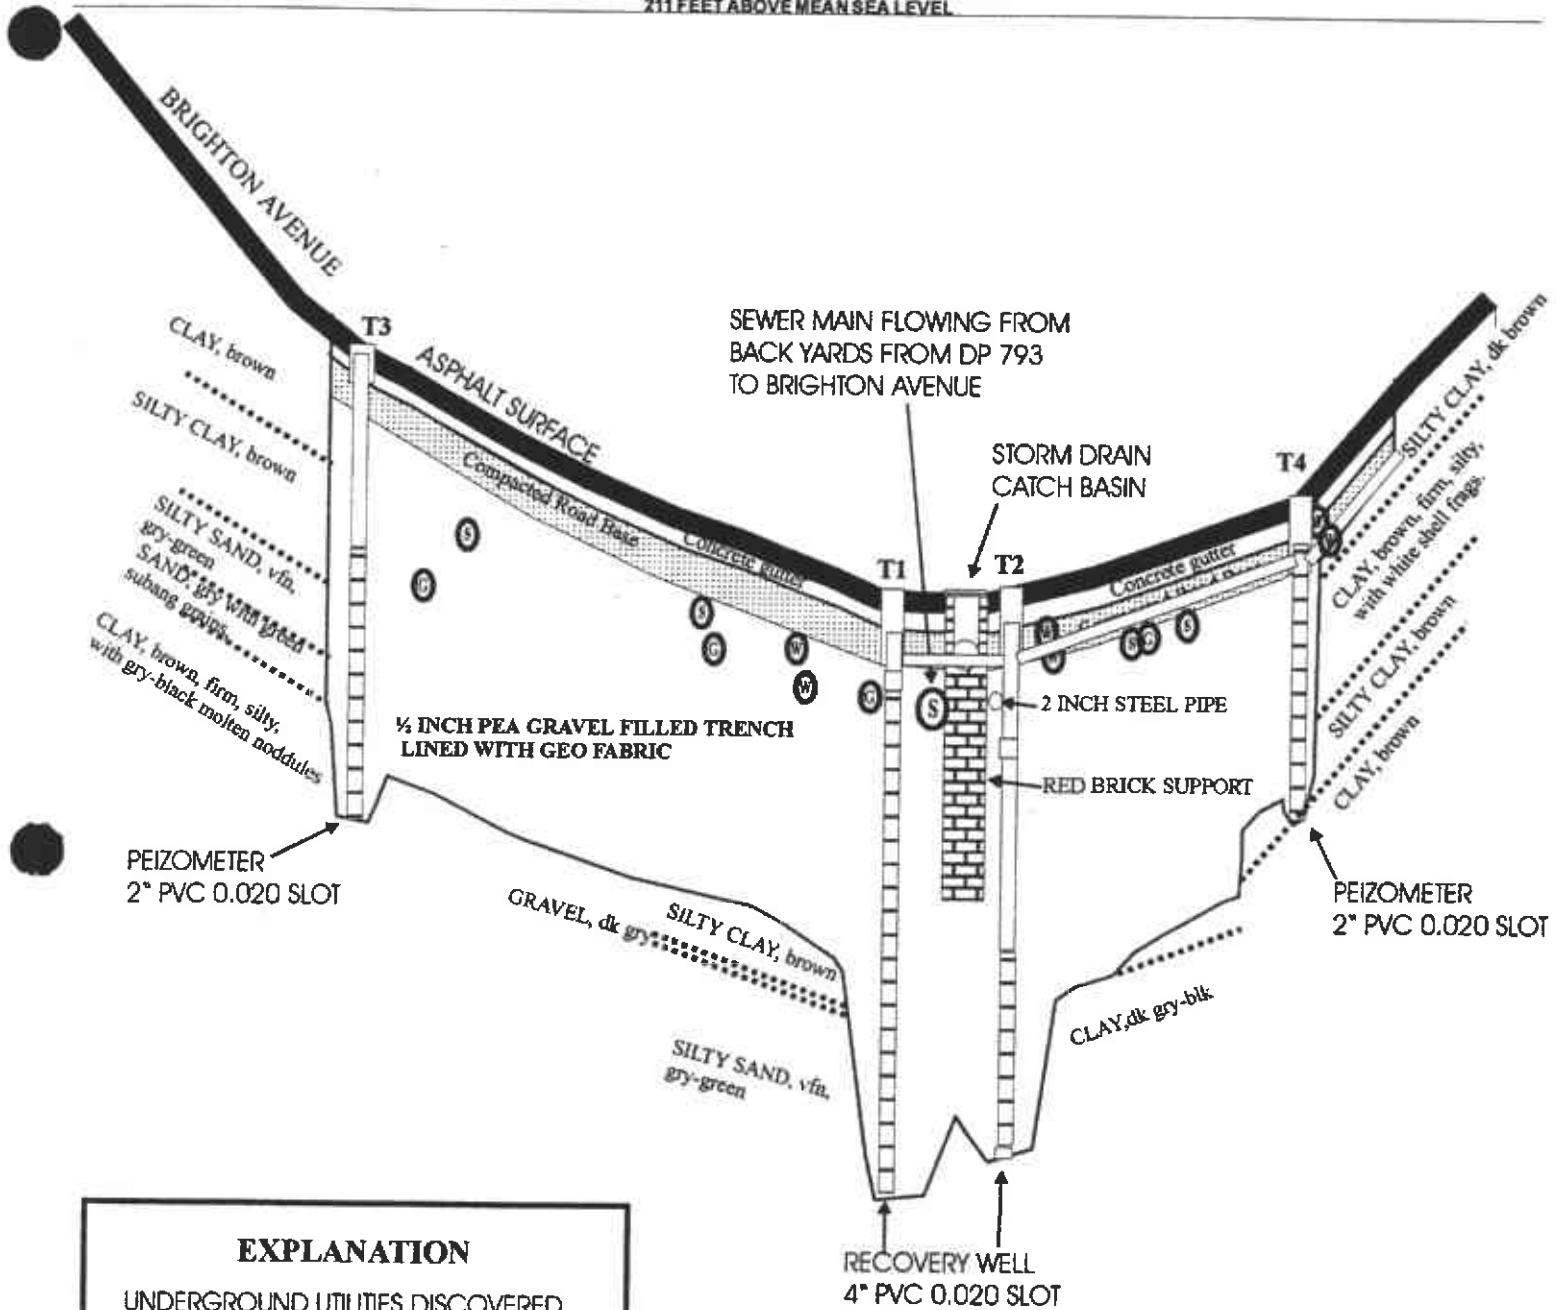 211 FEET ABOVE MEAN SEA LEVEL
BRIGHTON AVENUE
T3
ASPHALT SURFACE
CLAY, brown
SILTY CLAY, brown
SILTY SAND, vfn,
gry-green
SAND, gry with green
subang grains
CLAY, brown, firm, silty,
with gry-black molten noddules
Compacted Road Base
Concrete gutter
SEWER MAIN FLOWING FROM
BACK YARDS FROM DP 793
TO BRIGHTON AVENUE
STORM DRAIN
CATCH BASIN
T1
T2
T4
Concrete gutter
SILTY CLAY, dk brown
CLAY, brown, firm, silty,
with white shell frags.
SILTY CLAY, brown
CLAY, brown
S
G
S
G
W
W
G
S
W
S
G
S
W
½ INCH PEA GRAVEL FILLED TRENCH
LINED WITH GEO FABRIC
2 INCH STEEL PIPE
RED BRICK SUPPORT
PEIZOMETER
2" PVC 0.020 SLOT
PEIZOMETER
2" PVC 0.020 SLOT
GRAVEL, dk gry
SILTY CLAY, brown
SILTY SAND, vfn,
gry-green
CLAY,dk gry-blk
RECOVERY WELL
4" PVC 0.020 SLOT
EXPLANATION
UNDERGROUND UTILITIES DISCOVERED